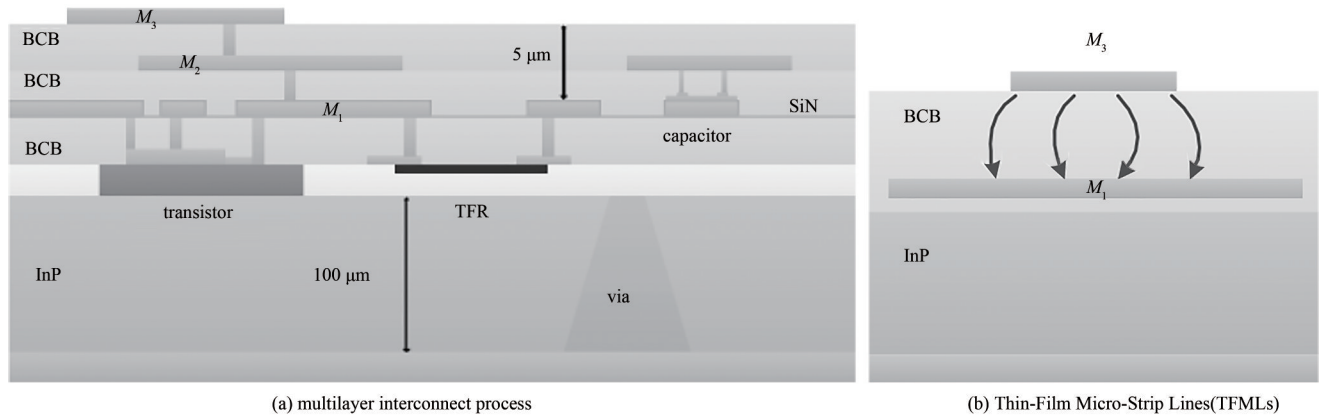 M3
BCB
M2
5 μm
BCB
M1
SiN
capacitor
BCB
transistor
TFR
InP
100 μm
via
(a) multilayer interconnect process
M3
BCB
M1
InP
(b) Thin-Film Micro-Strip Lines(TFMLs)